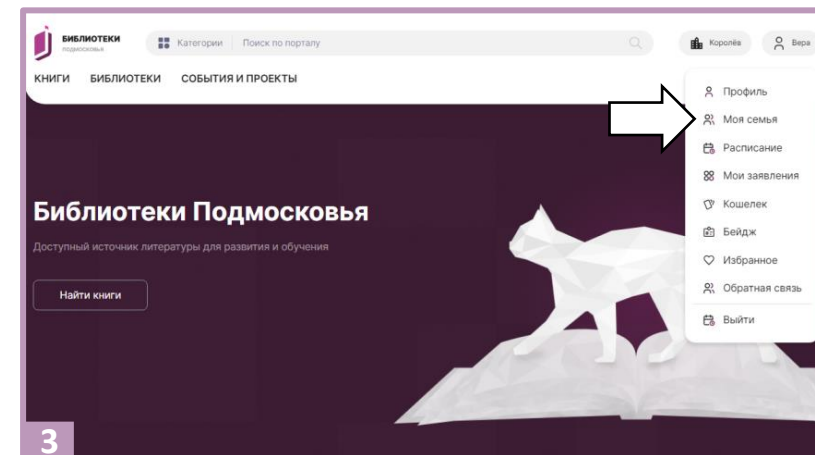 БИБЛИОТЕКИ
ПОДМОСКОВЬЯ
Категории
Поиск по порталу
Королёв
Вера
КНИГИ БИБЛИОТЕКИ СОБЫТИЯ И ПРОЕКТЫ
Профиль
Моя семья
Расписание
Мои заявления
Кошелек
Бейдж
Избранное
Обратная связь
Выйти
Библиотеки Подмосковья
Доступный источник литературы для развития и обучения
Найти книги
3